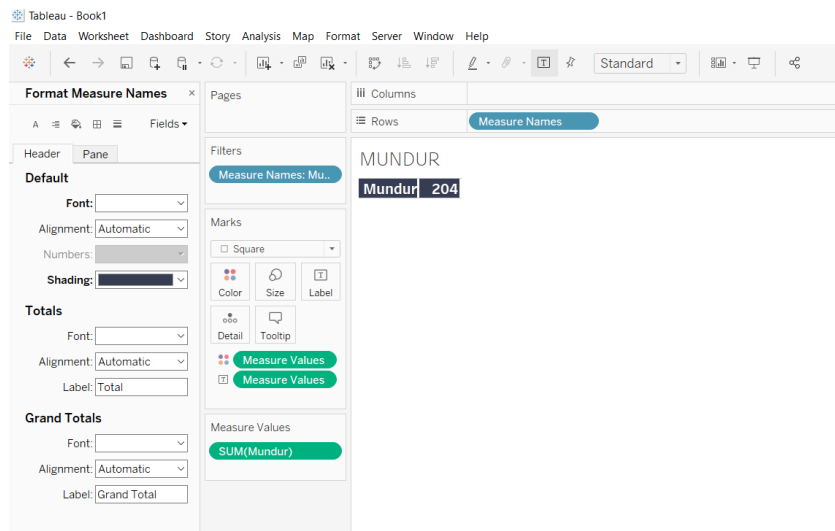 Tableau - Book1
File Data Worksheet Dashboard Story Analysis Map Format Server Window Help
Standard
Format Measure Names ×
Fields
Header Pane
Default
Font:
Alignment: Automatic
Numbers:
Shading:
Totals
Font:
Alignment: Automatic
Label: Total
Grand Totals
Font:
Alignment: Automatic
Label: Grand Total
Pages
Filters
Measure Names: Mu..
Marks
Square
Color Size Label
Detail Tooltip
Measure Values
Measure Values
Measure Values
SUM(Mundur)
Columns
Rows Measure Names
MUNDUR
Mundur 204